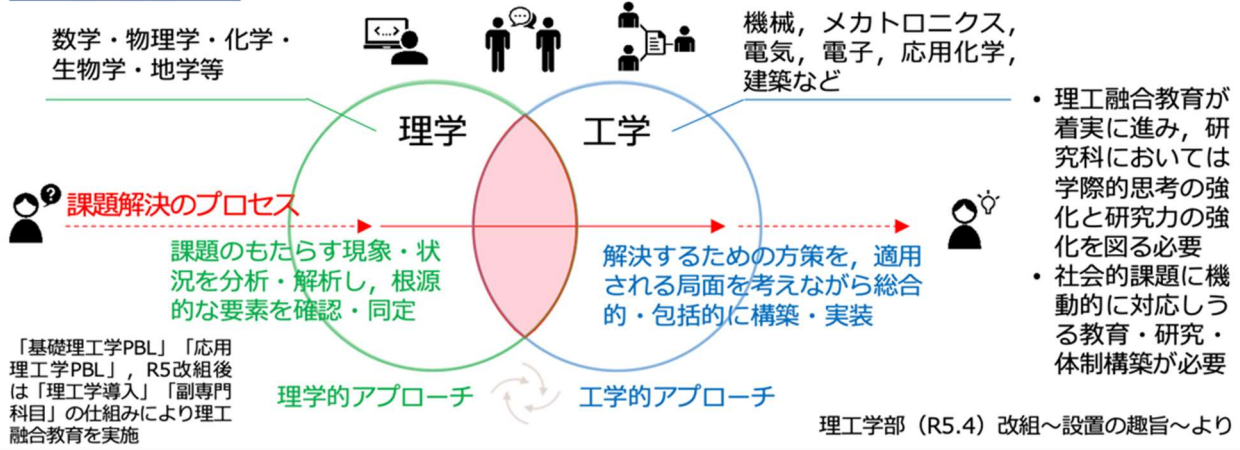 数学・物理学・化学・
生物学・地学等
<...>
機械，メカトロニクス，
電気，電子，応用化学，
建築など
理学
工学
?
課題解決のプロセス
課題のもたらす現象・状
況を分析・解析し，根源
的な要素を確認・同定
解決するための方策を，適用
される局面を考えながら総合
的・包括的に構築・実装
• 理工融合教育が
着実に進み，研
究科においては
学際的思考の強
化と研究力の強
化を図る必要
• 社会的課題に機
動的に対応しう
る教育・研究・
体制構築が必要
「基礎理工学PBL」「応用
理工学PBL」，R5改組後
は「理工学導入」「副専門
科目」の仕組みにより理工
融合教育を実施
理学的アプローチ
工学的アプローチ
理工学部（R5.4）改組～設置の趣旨～より